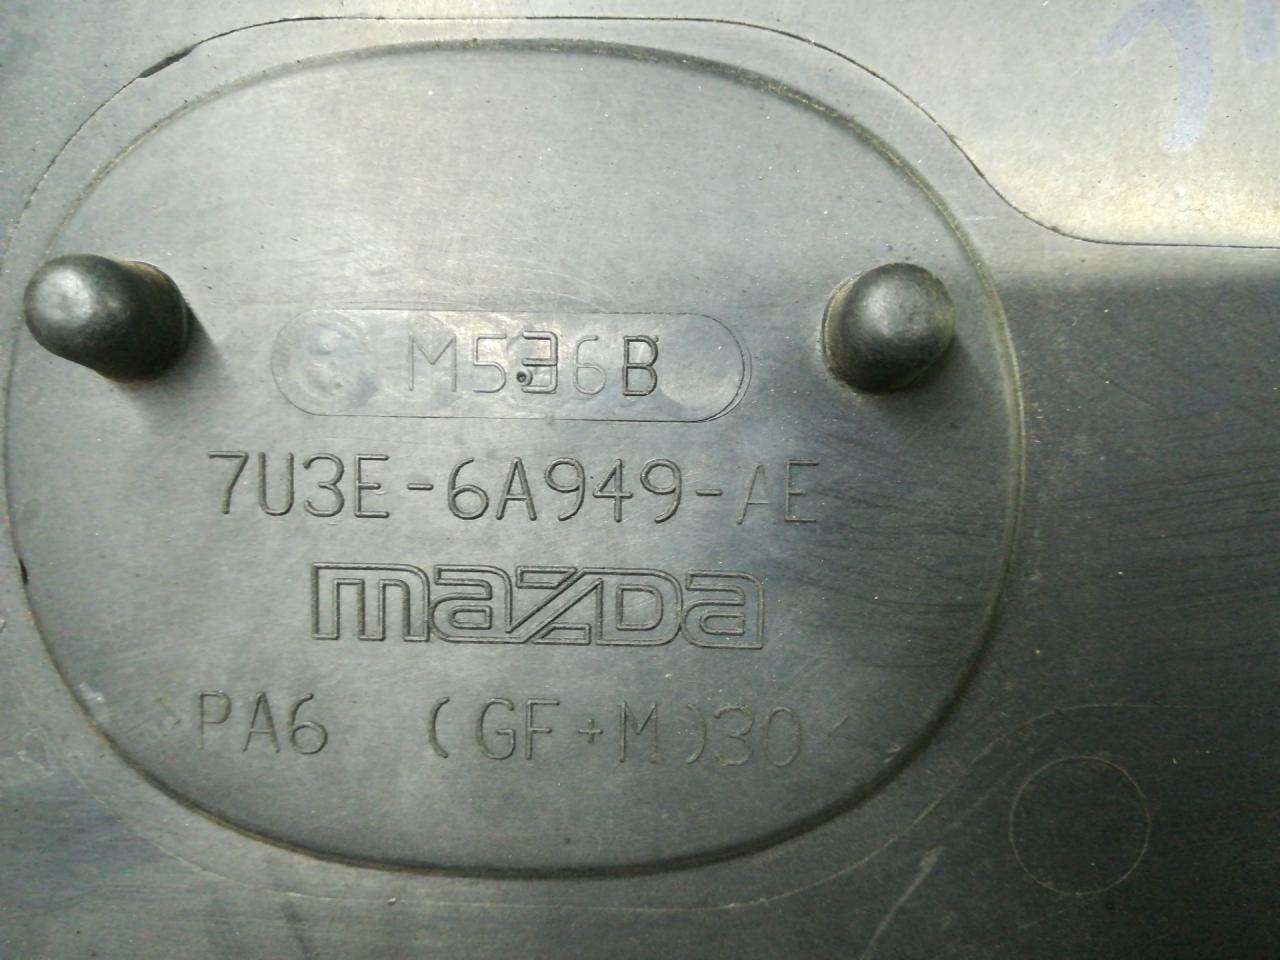 M536B
7U3E-6A949-AE
mazda
>PA6 (GF+M)30<